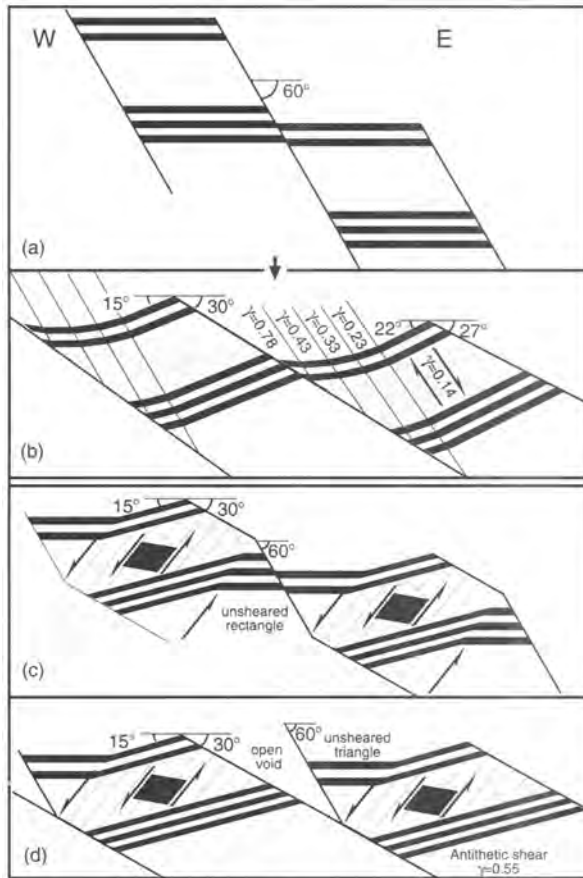 W
E
60°
(a)
15°
30°
γ=0.78
γ=0.43
γ=0.33
γ=0.23
22°
27°
γ=0.14
(b)
15°
30°
60°
unsheared
rectangle
(c)
15°
30°
open
void
60°
unsheared
triangle
Antithetic shear
γ=0.55
(d)